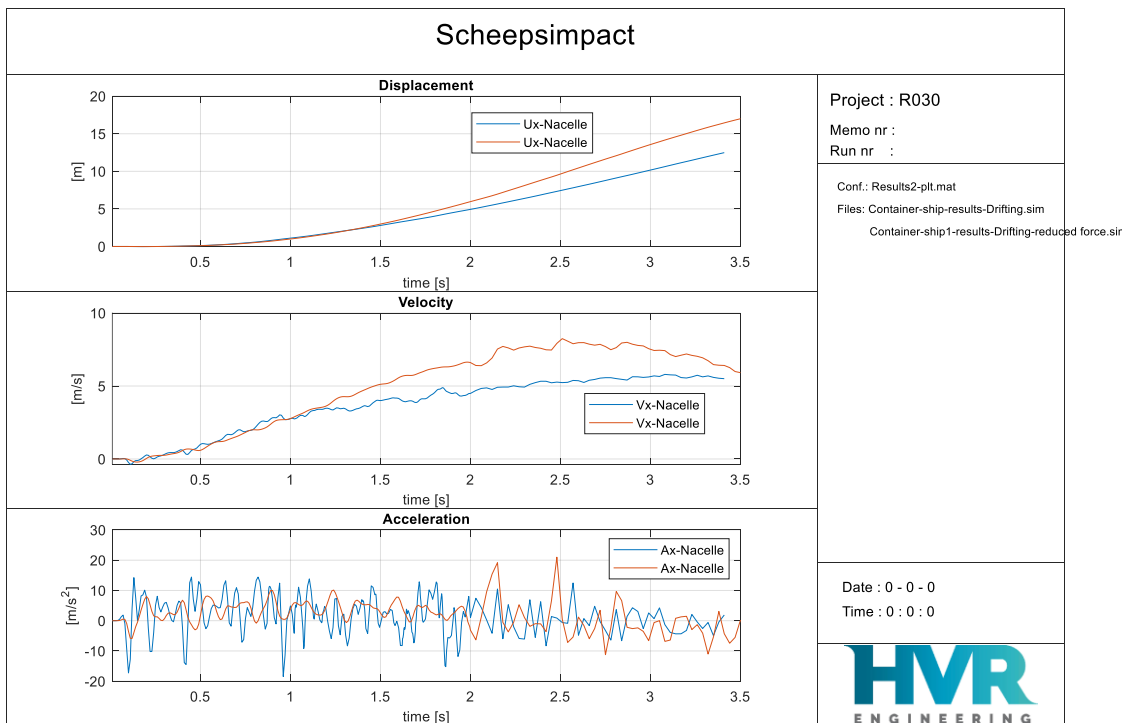 Scheepsimpact
Displacement
20
15
10
5
0
[m]
Ux-Nacelle
Ux-Nacelle
0.5 1 1.5 2 2.5 3 3.5
time [s]
Velocity
10
5
0
[m/s]
Vx-Nacelle
Vx-Nacelle
0.5 1 1.5 2 2.5 3 3.5
time [s]
Acceleration
30
20
10
0
-10
-20
[m/s²]
Ax-Nacelle
Ax-Nacelle
0.5 1 1.5 2 2.5 3 3.5
time [s]
Project : R030
Memo nr :
Run nr :
Conf.: Results2-plt.mat
Files: Container-ship-results-Drifting.sim
Container-ship1-results-Drifting-reduced force.sir
Date : 0 - 0 - 0
Time : 0 : 0 : 0
HVR
ENGINEERING